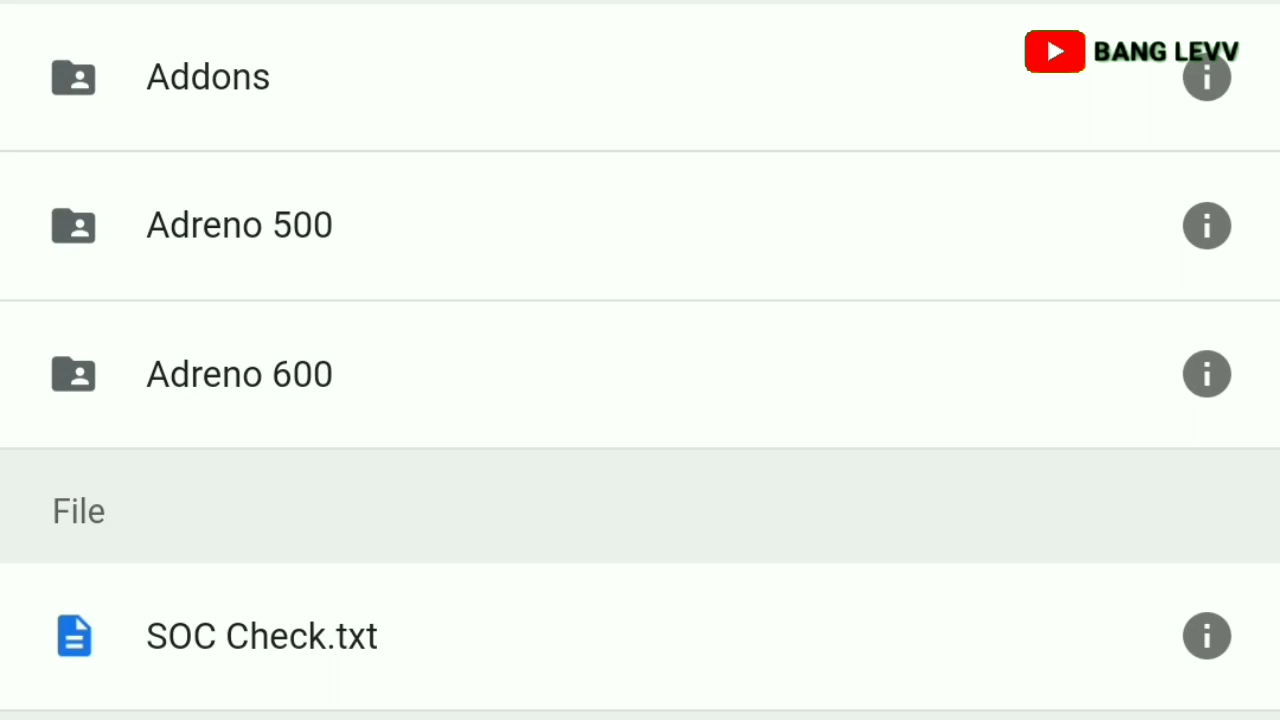 BANG LEVV
Addons
Adreno 500
Adreno 600
File
SOC Check.txt